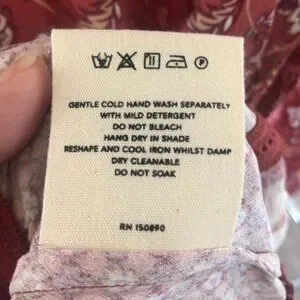 GENTLE COLD HAND WASH SEPARATELY
WITH MILD DETERGENT
DO NOT BLEACH
HANG DRY IN SHADE
RESHAPE AND COOL IRON WHILST DAMP
DRY CLEANABLE
DO NOT SOAK
RN 150890